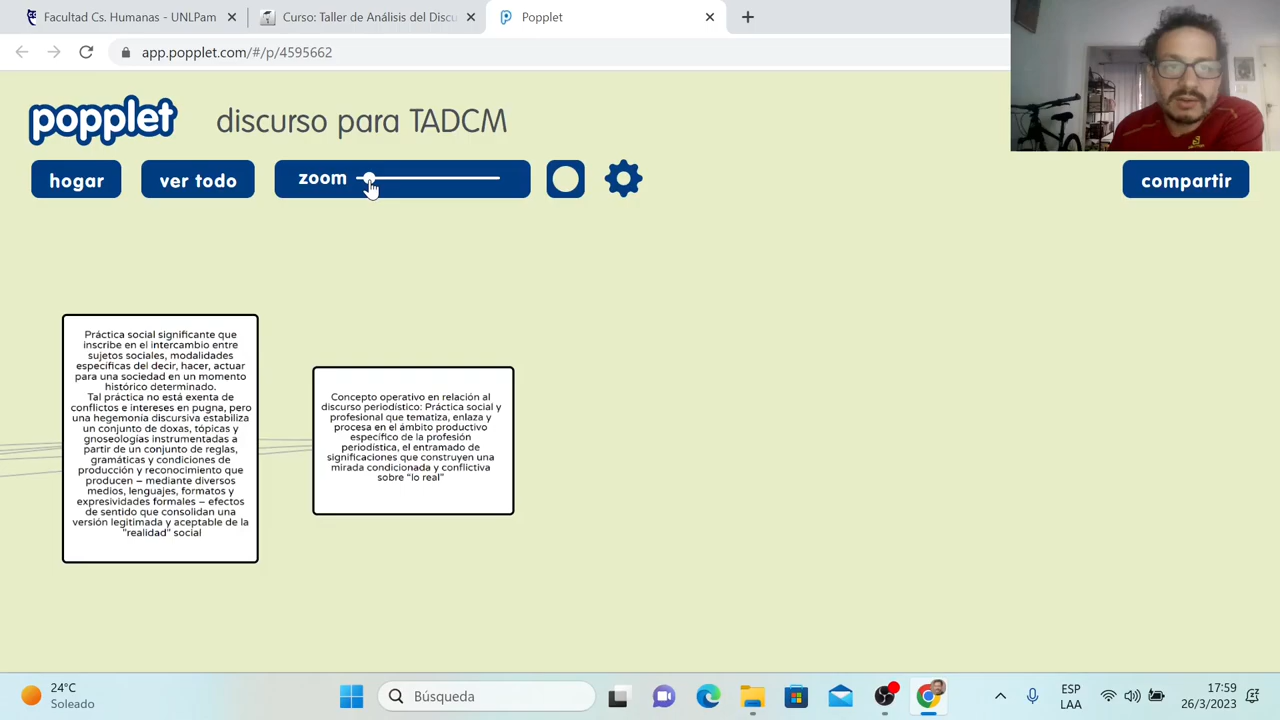 Facultad Cs. Humanas - UNLPam
Curso: Taller de Análisis del Discu
Popplet
app.popplet.com/#/p/4595662
popplet
discurso para TADCM
hogar
ver todo
zoom
compartir
Práctica social significante que
inscribe en el intercambio entre
sujetos sociales, modalidades
específicas del decir, hacer, actuar
para una sociedad en un momento
histórico determinado.
Tal práctica no está exenta de
conflictos e intereses en pugna, pero
una hegemonía discursiva estabiliza
un conjunto de doxas, tópicas y
gnoseologías instrumentadas a
partir de un conjunto de reglas,
gramáticas y condiciones de
producción y reconocimiento que
producen – mediante diversos
medios, lenguajes, formatos y
expresividades formales – efectos
de sentido que consolidan una
versión legitimada y aceptable de la
"realidad" social
Concepto operativo en relación al
discurso periodístico: Práctica social y
profesional que tematiza, enlaza y
procesa en el ámbito productivo
específico de la profesión
periodística, el entramado de
significaciones que construyen una
mirada condicionada y conflictiva
sobre "lo real"
24°C
Soleado
Búsqueda
ESP
LAA
17:59
26/3/2023